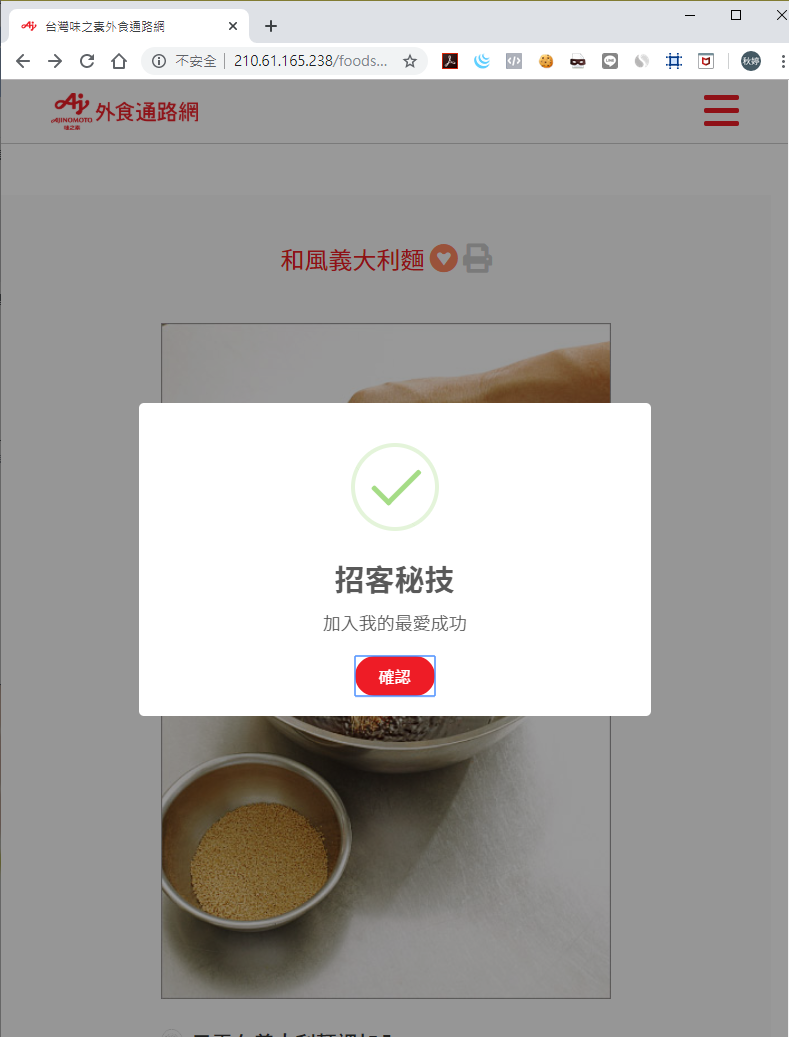 台灣味之素外食通路網
不安全 210.61.165.238/foods...
秋婷
AJINOMOTO 外食通路網
味之素
和風義大利麵
招客秘技
加入我的最愛成功
確認